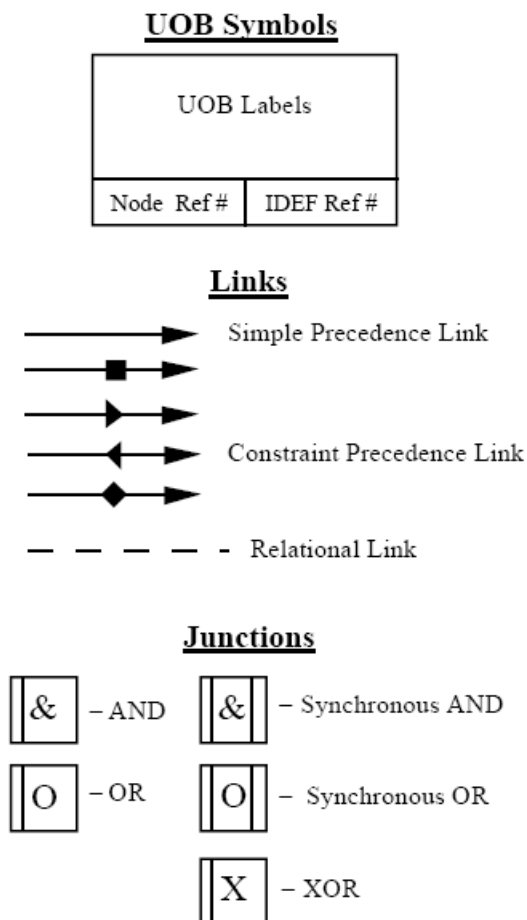 UOB Symbols
UOB Labels
Node Ref # IDEF Ref #
Links
Simple Precedence Link
Constraint Precedence Link
Relational Link
Junctions
& – AND & – Synchronous AND
O – OR O – Synchronous OR
X – XOR